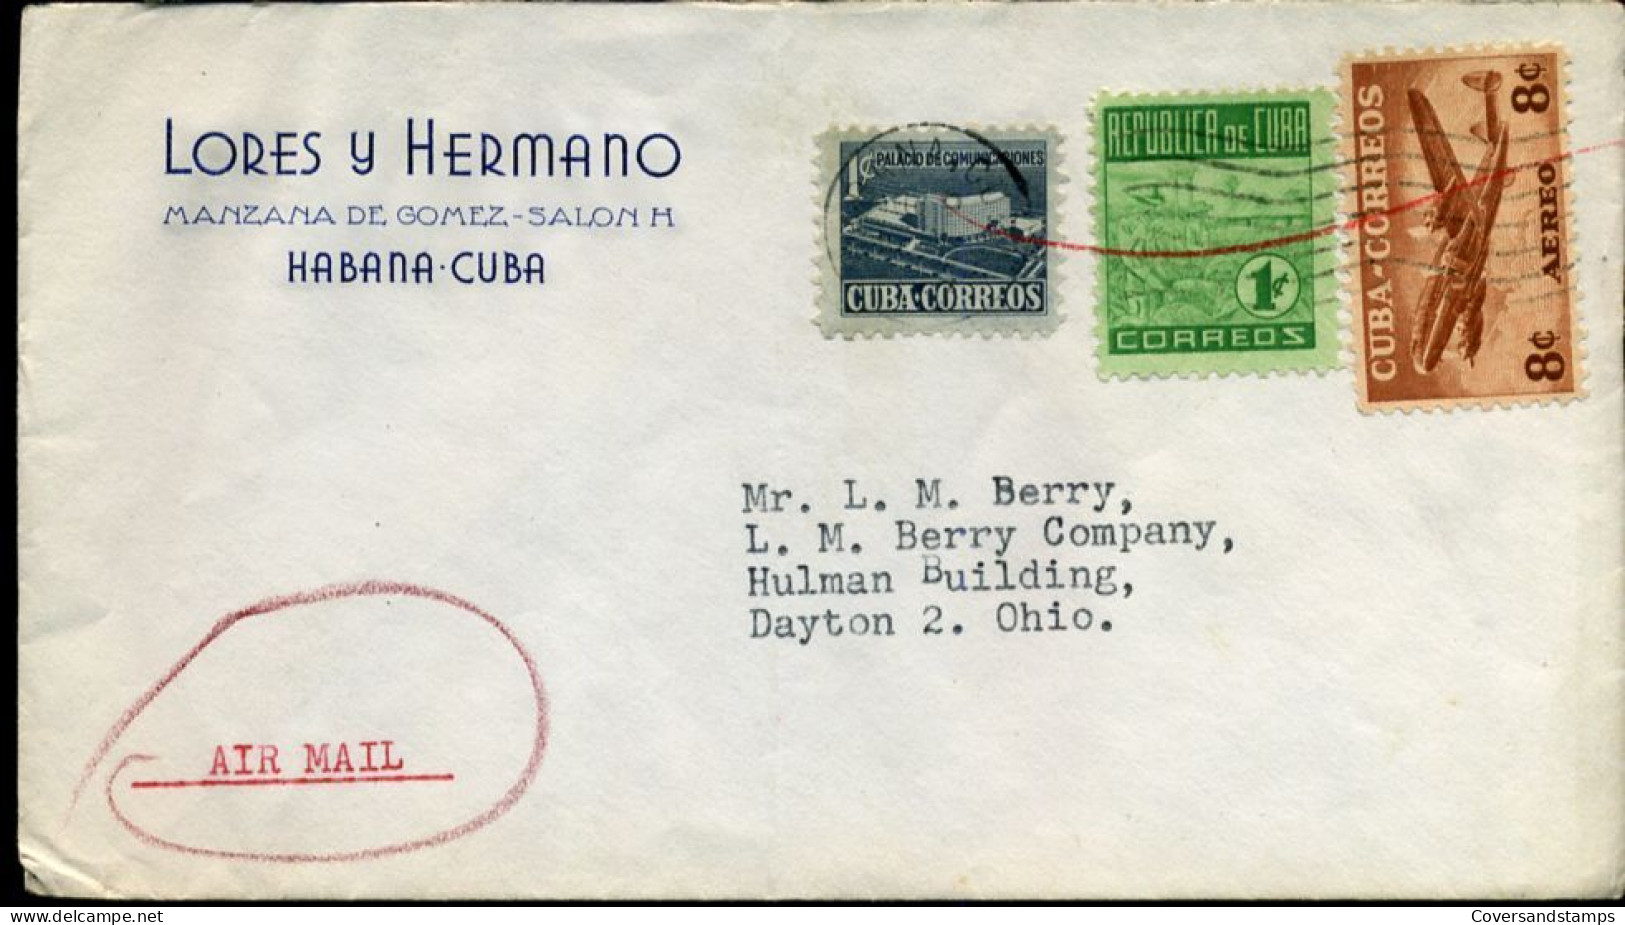 LORES Y HERMANO
MANZANA DE GOMEZ-SALON H
HABANA·CUBA
1¢ PALACIO DE COMUNICACIONES
CUBA·CORREOS
REPUBLICA DE CUBA
1¢
CORREOS
CUBA-CORREOS
8¢ AEREO 8¢
Mr. L. M. Berry,
L. M. Berry Company,
Hulman Building,
Dayton 2. Ohio.
AIR MAIL
delcampe.net
Coversandstamps